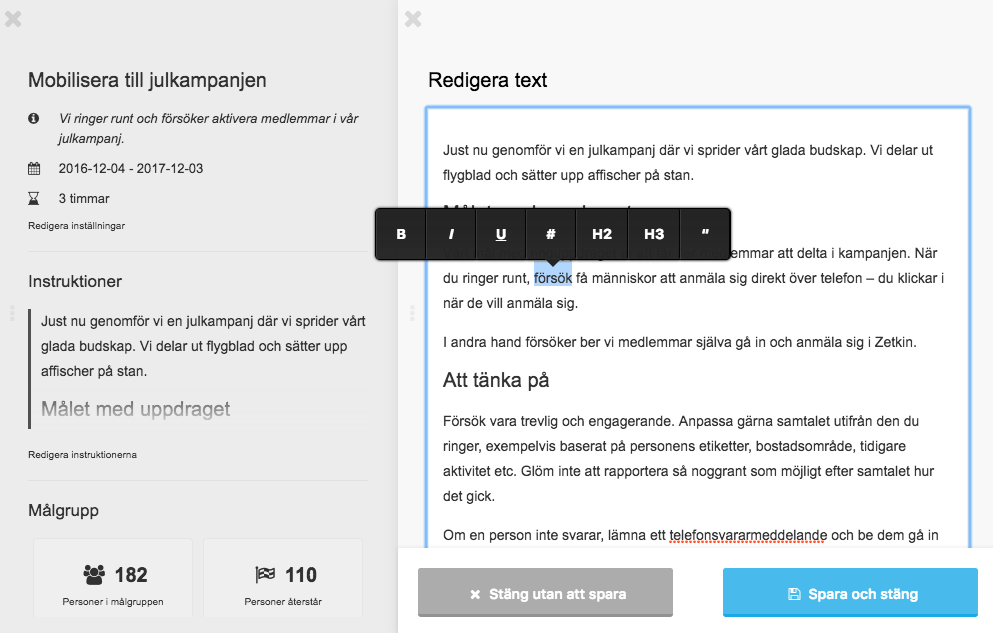 Mobilisera till julkampanjen
Vi ringer runt och försöker aktivera medlemmar i vår
julkampanj.
2016-12-04 - 2017-12-03
3 timmar
Redigera inställningar
Instruktioner
Just nu genomför vi en julkampanj där vi sprider vårt
glada budskap. Vi delar ut flygblad och sätter upp
affischer på stan.
Målet med uppdraget
Redigera instruktionerna
Målgrupp
182
Personer i målgruppen
110
Personer återstår
Redigera text
Just nu genomför vi en julkampanj där vi sprider vårt glada budskap. Vi delar ut
flygblad och sätter upp affischer på stan.
B I U # H2 H3 "
att delta i kampanjen. När
du ringer runt, försök få människor att anmäla sig direkt över telefon – du klickar i
när de vill anmäla sig.
I andra hand försöker ber vi medlemmar själva gå in och anmäla sig i Zetkin.
Att tänka på
Försök vara trevlig och engagerande. Anpassa gärna samtalet utifrån den du
ringer, exempelvis baserat på personens etiketter, bostadsområde, tidigare
aktivitet etc. Glöm inte att rapportera så noggrant som möjligt efter samtalet hur
det gick.
Om en person inte svarar, lämna ett telefonsvararmeddelande och be dem gå in
Stäng utan att spara
Spara och stäng